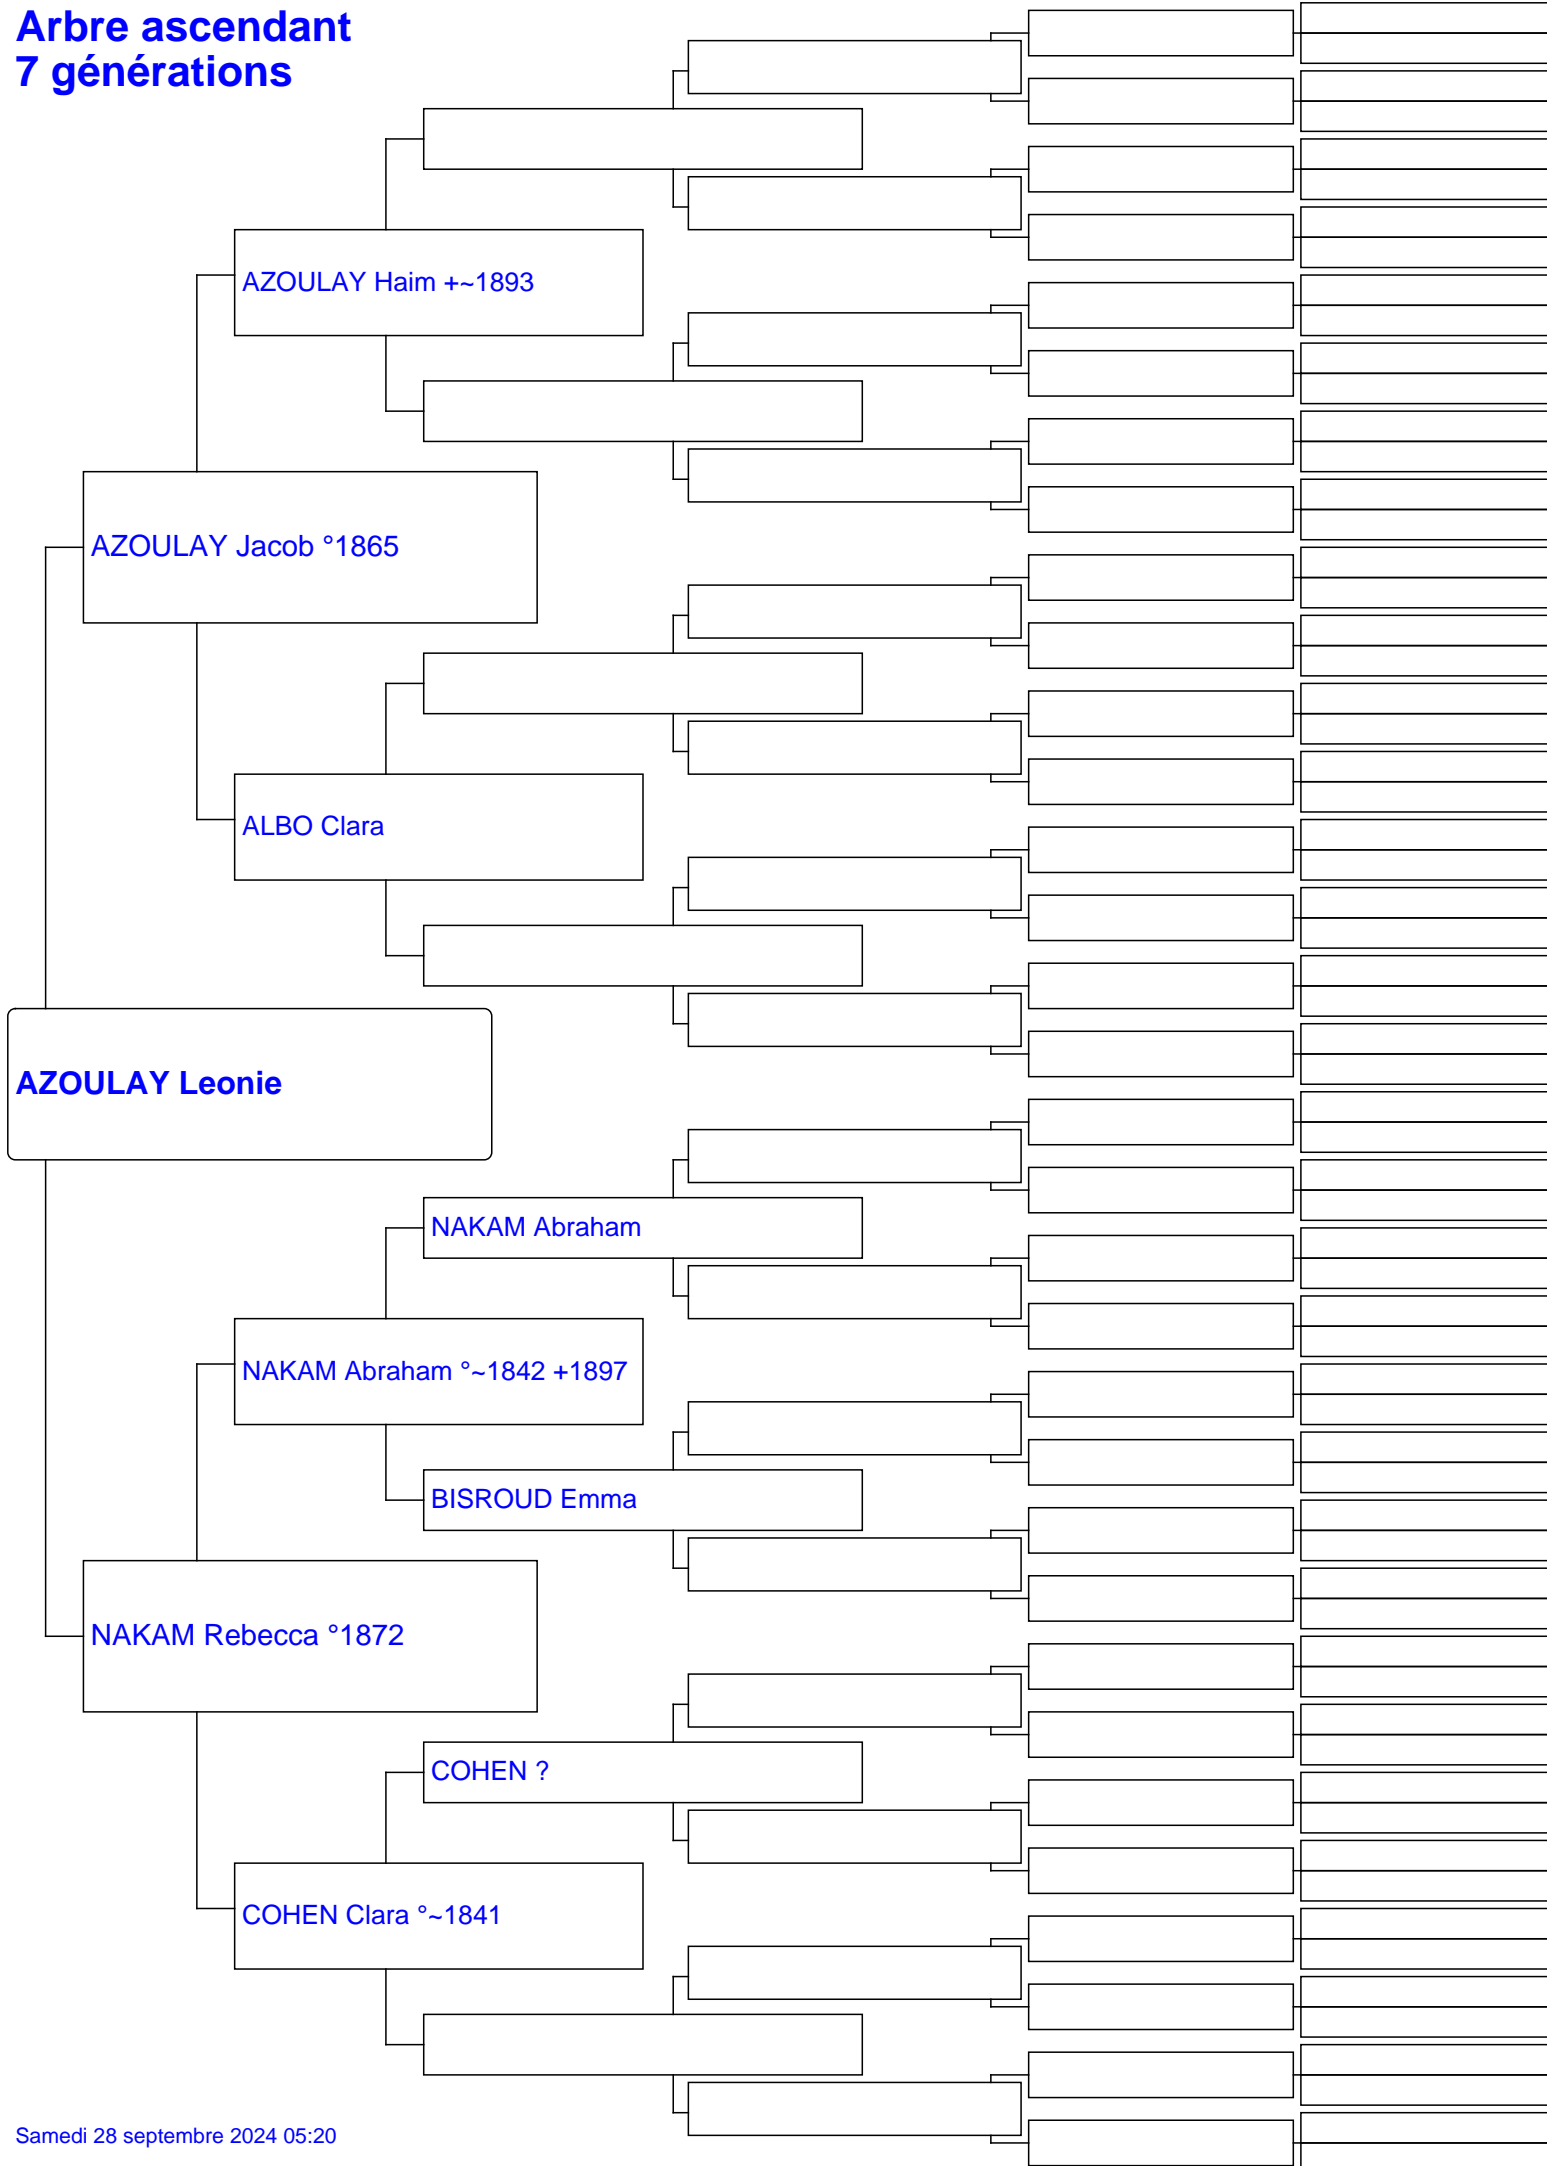 Arbre ascendant
7 générations
AZOULAY Haim +~1893
AZOULAY Jacob °1865
ALBO Clara
AZOULAY Leonie
NAKAM Abraham
NAKAM Abraham °~1842 +1897
BISROUD Emma
NAKAM Rebecca °1872
COHEN ?
COHEN Clara °~1841
Samedi 28 septembre 2024 05:20